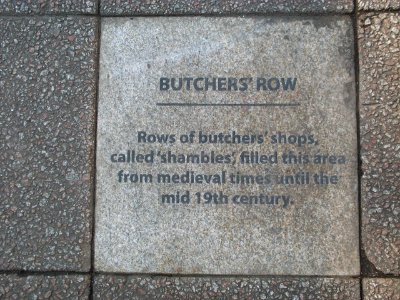 BUTCHERS' ROW
Rows of butchers' shops,
called 'shambles', filled this area
from medieval times until the
mid 19th century.